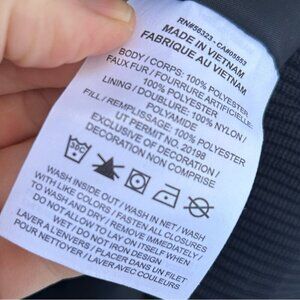 RN#56323 - CA#05553
MADE IN VIETNAM
FABRIQUE AU VIETNAM
BODY / CORPS: 100% POLYESTER
FAUX FUR / FOURRURE ARTIFICIELLE:
100% POLYESTER
LINING / DOUBLURE: 100% NYLON /
POLYAMIDE
FILL / REMPLISSAGE: 100% POLYESTER
UT PERMIT NO. 20198
EXCLUSIVE OF DECORATION
DECORATION NON COMPRISE
30C
WASH INSIDE OUT / WASH IN NET / WASH
WITH LIKE COLORS / FASTEN ALL CLOSURES
TO WASH AND DRY / REMOVE IMMEDIATELY /
DO NOT ALLOW TO LAY ON ITSELF WHEN
WET / DO NOT IRON DESIGN
LAVER A L'ENVERS / PLACER DANS UN FILET
POUR NETTOYER / LAVER AVEC COULEURS